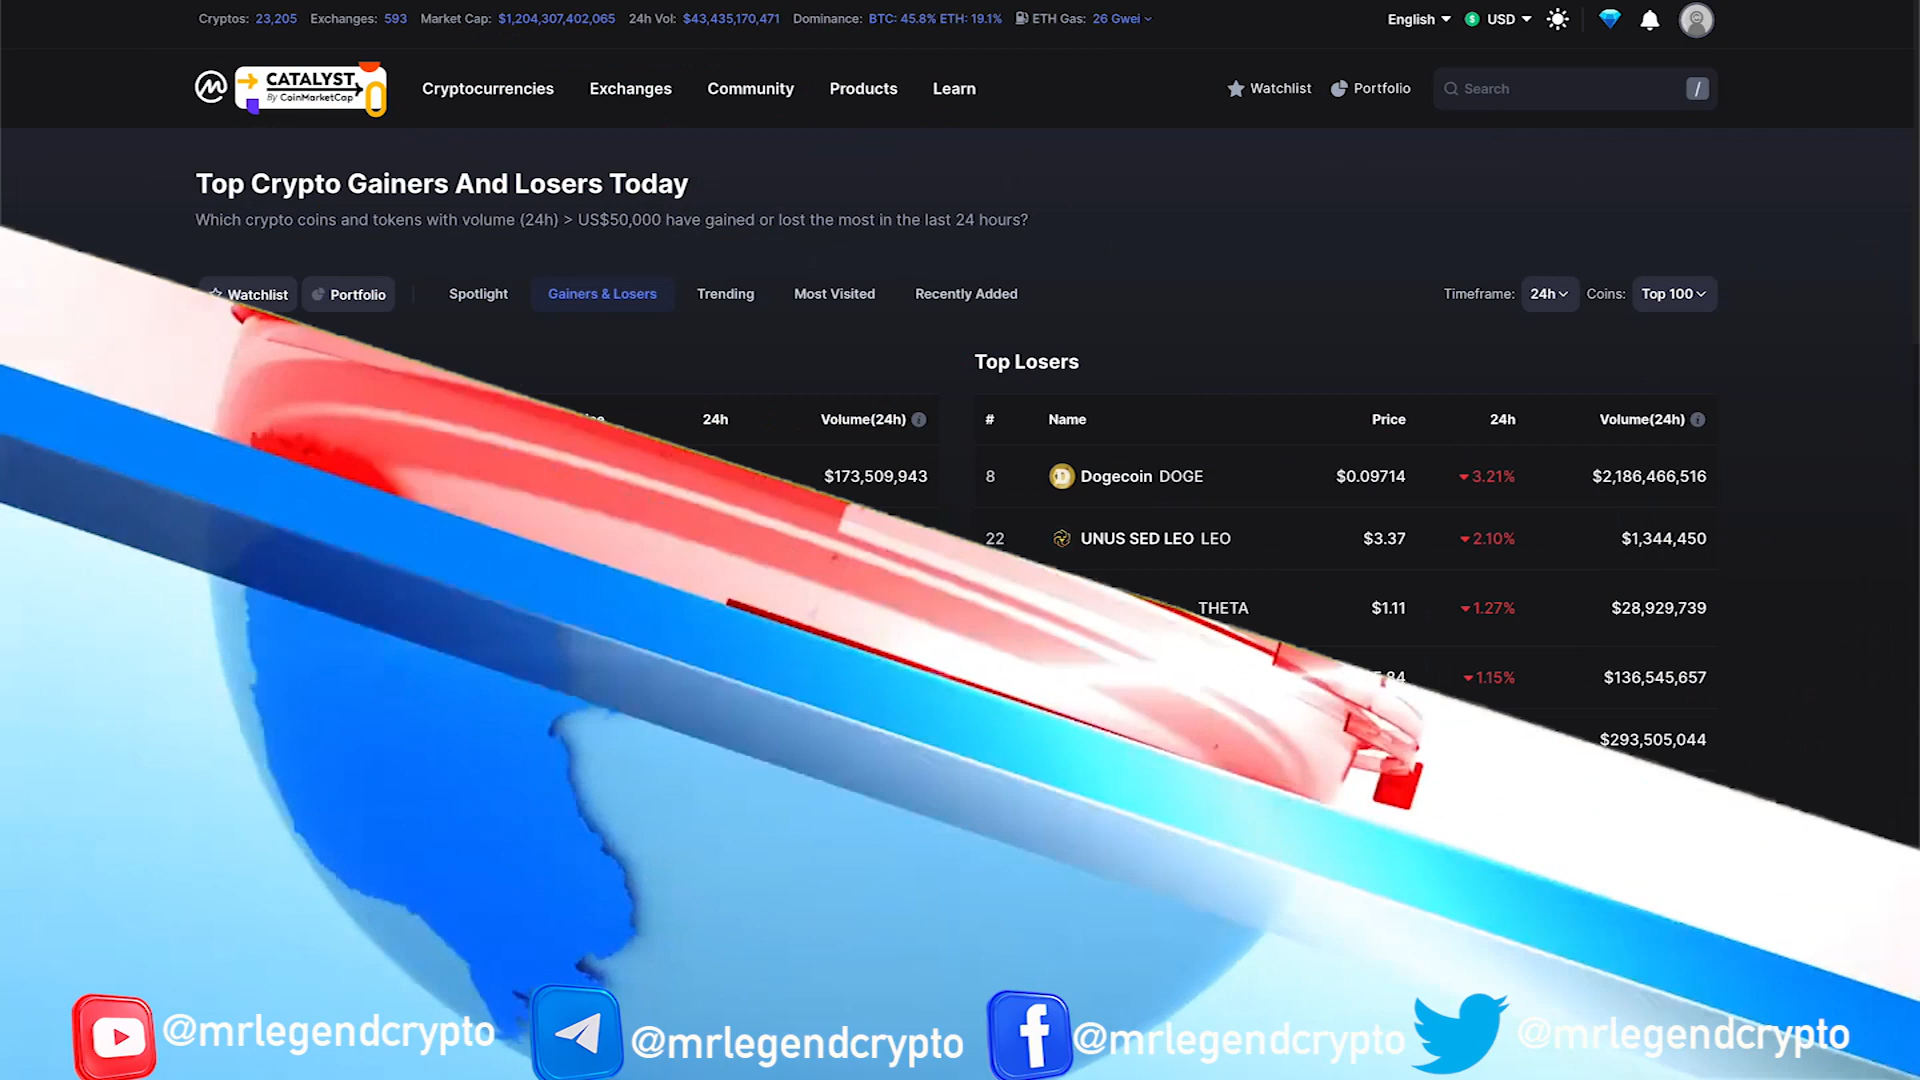 Cryptos: 23,205 Exchanges: 593 Market Cap: $1,204,307,402,065 24h Vol: $43,435,170,471 Dominance: BTC: 45.8% ETH: 19.1% ETH Gas: 26 Gwei
English USD
CATALYST
By CoinMarketCap
Cryptocurrencies Exchanges Community Products Learn
Watchlist Portfolio Search /
Top Crypto Gainers And Losers Today
Which crypto coins and tokens with volume (24h) > US$50,000 have gained or lost the most in the last 24 hours?
Watchlist Portfolio Spotlight Gainers & Losers Trending Most Visited Recently Added Timeframe: 24h Coins: Top 100
Top Losers
24h Volume(24h) # Name Price 24h Volume(24h)
$173,509,943 8 Dogecoin DOGE $0.09714 3.21% $2,186,466,516
22 UNUS SED LEO LEO $3.37 2.10% $1,344,450
THETA $1.11 1.27% $28,929,739
1.15% $136,545,657
$293,505,044
@mrlegendcrypto @mrlegendcrypto @mrlegendcrypto @mrlegendcrypto